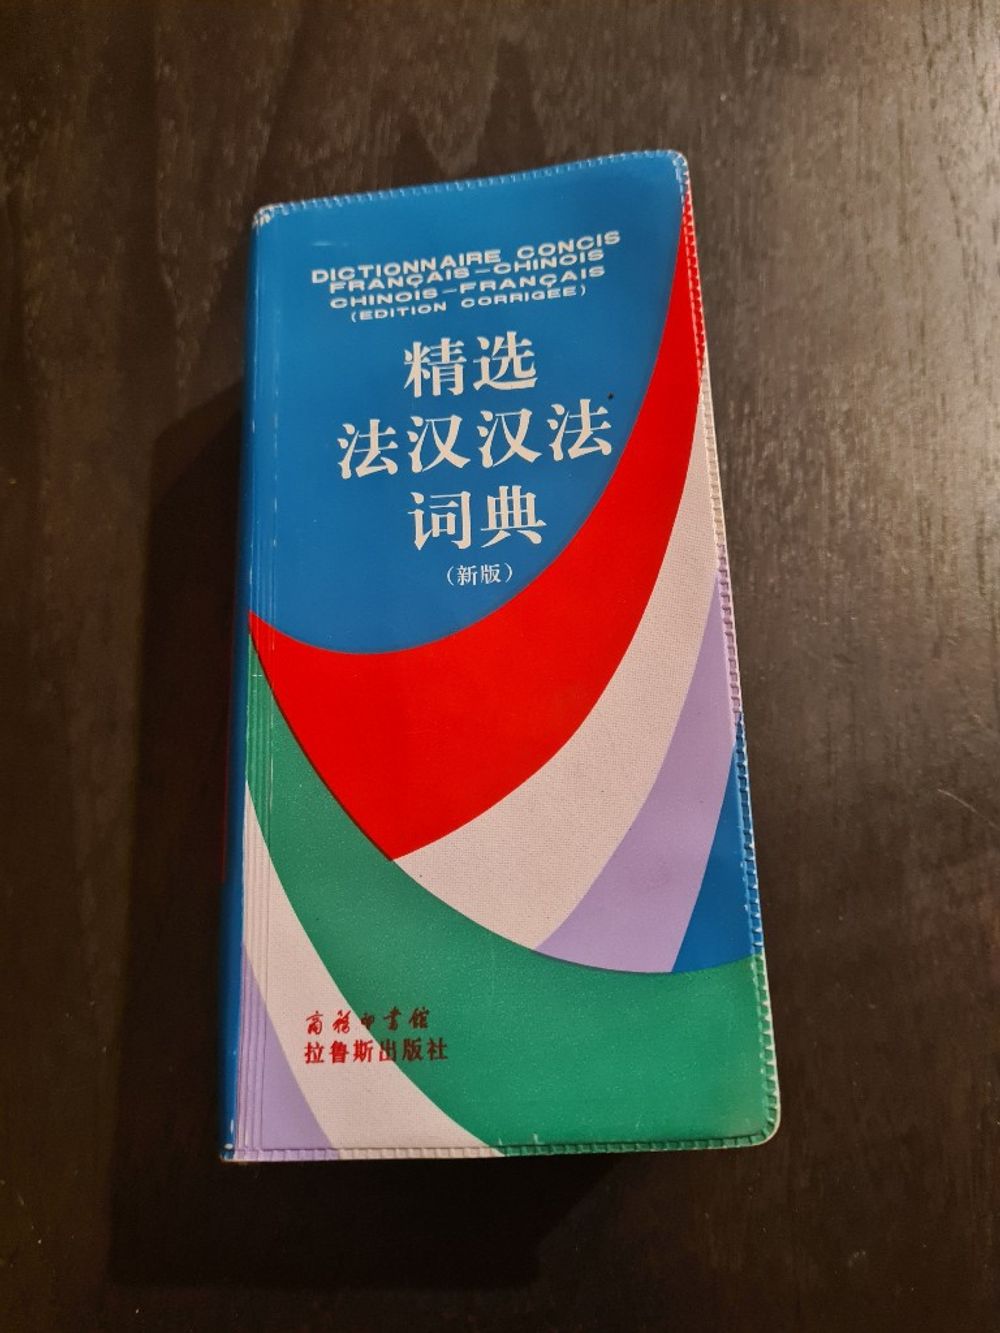 DICTIONNAIRE CONCIS
FRANÇAIS-CHINOIS
CHINOIS-FRANÇAIS
(EDITION CORRIGEE)
精选
法汉汉法
词典
(新版)
商务印书馆
拉鲁斯出版社